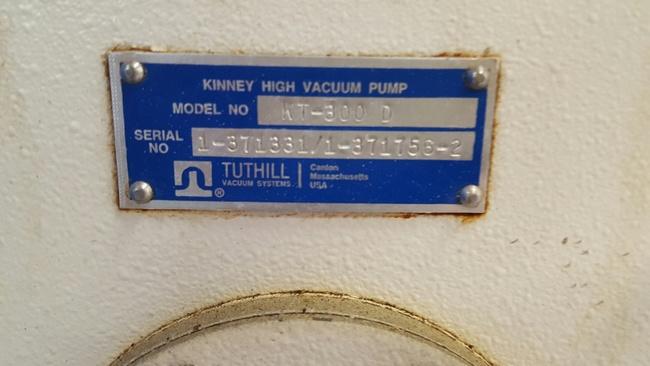 KINNEY HIGH VACUUM PUMP
MODEL NO KT-300 D
SERIAL NO 1-371331/1-371753-2
TUTHILL
VACUUM SYSTEMS ®
Canton
Massachusetts
USA